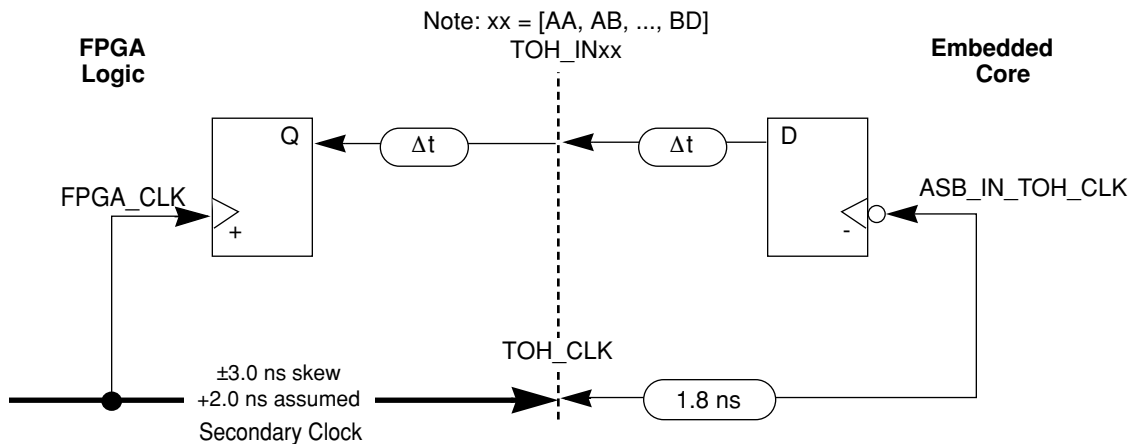 Note: xx = [AA, AB, ..., BD]
TOH_INxx
FPGA
Logic
Embedded
Core
Q
Δt
Δt
D
FPGA_CLK
+
-
ASB_IN_TOH_CLK
TOH_CLK
±3.0 ns skew
+2.0 ns assumed
Secondary Clock
1.8 ns